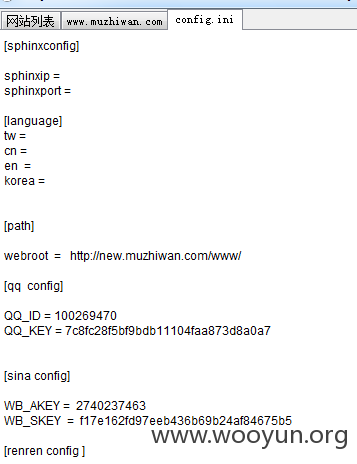 网站列表 www.muzhiwan.com config.ini
[sphinxconfig]
sphinxip =
sphinxport =
[language]
tw =
cn =
en =
korea =
[path]
webroot = http://new.muzhiwan.com/www/
[qq config]
QQ_ID = 100269470
QQ_KEY = 7c8fc28f5bf9bdb11104faa873d8a0a7
[sina config]
WB_AKEY = 2740237463
WB_SKEY = f17e162fd97eeb436b69b24af84675b5
www.wooyun.org
[renren config ]